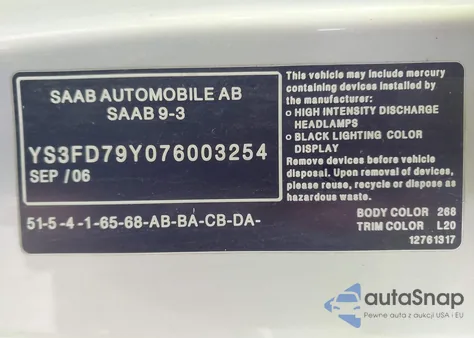 SAAB AUTOMOBILE AB
SAAB 9-3
YS3FD79Y076003254
SEP / 06
51-5-4-1-65-68-AB-BA-CB-DA-
This vehicle may include mercury
containing devices installed by
the manufacturer:
○ HIGH INTENSITY DISCHARGE
HEADLAMPS
○ BLACK LIGHTING COLOR
DISPLAY
Remove devices before vehicle
disposal. Upon removal of devices,
please reuse, recycle or dispose as
hazardous waste.
BODY COLOR 268
TRIM COLOR L20
12761317
autoSnap
Pewne auta z aukcji USA i EU